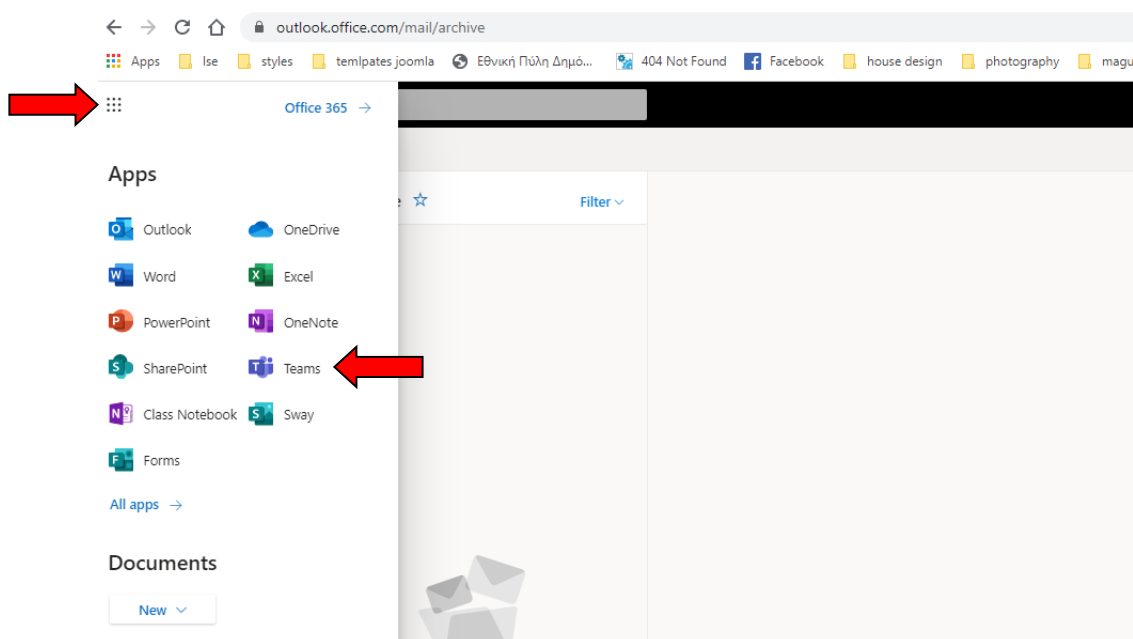 outlook.office.com/mail/archive
Apps lse styles temlpates joomla Εθνική Πύλη Δημό... 404 Not Found Facebook house design photography magu
Office 365 →
Apps
Filter
Outlook OneDrive
Word Excel
PowerPoint OneNote
SharePoint Teams
Class Notebook Sway
Forms
All apps →
Documents
New